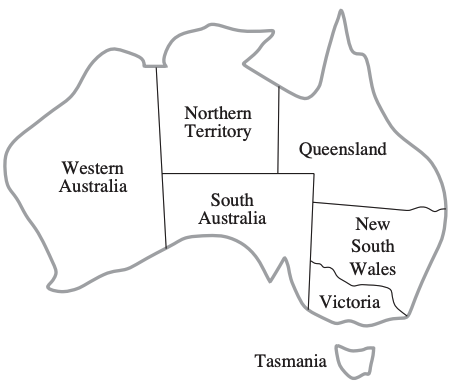 Northern
Territory
Queensland
Western
Australia
South
Australia
New
South
Wales
Victoria
Tasmania